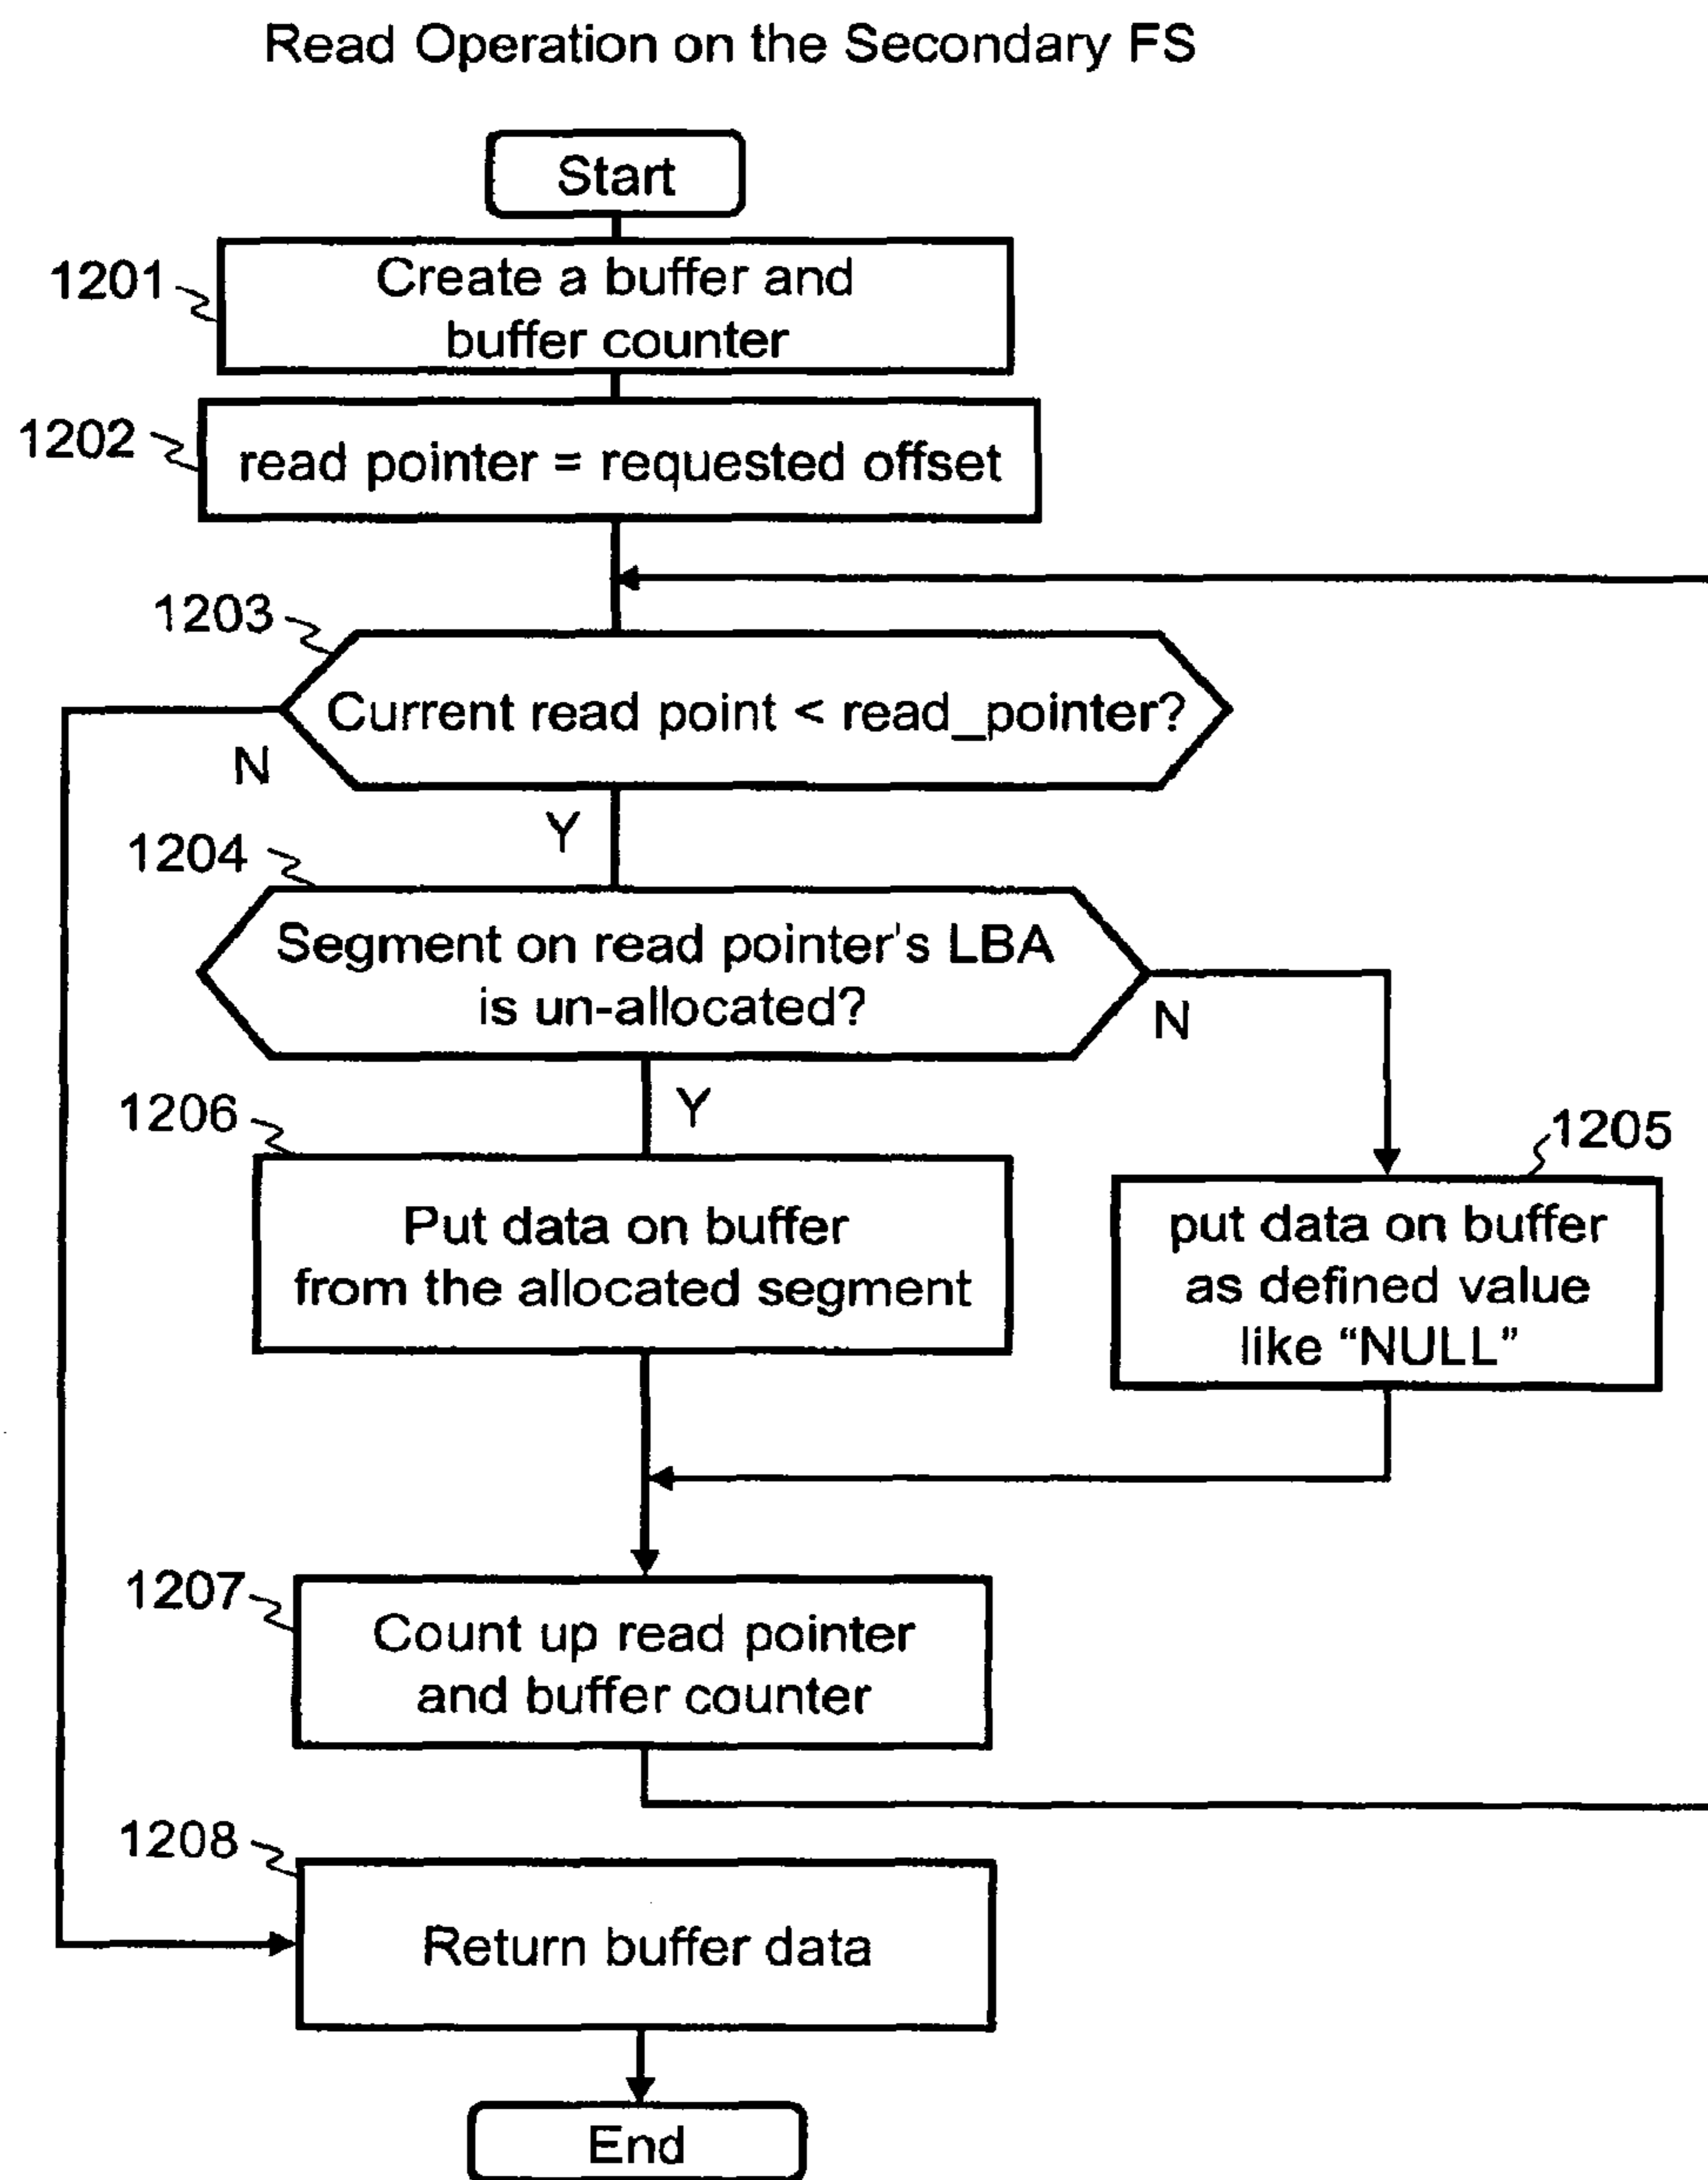 Read Operation on the Secondary FS
Start
1201
Create a buffer and
buffer counter
1202
read pointer = requested offset
1203
Current read point < read_pointer?
N
Y
1204
Segment on read pointer's LBA
is un-allocated?
N
Y
1206
Put data on buffer
from the allocated segment
1205
put data on buffer
as defined value
like “NULL”
1207
Count up read pointer
and buffer counter
1208
Return buffer data
End